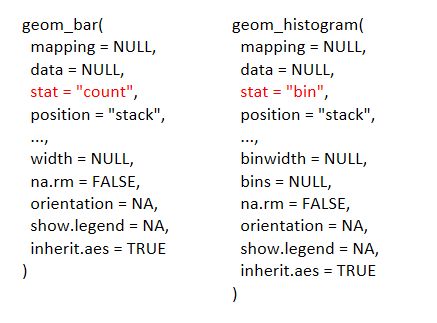 geom_bar(
mapping = NULL,
data = NULL,
stat = "count",
position = "stack",
...,
width = NULL,
na.rm = FALSE,
orientation = NA,
show.legend = NA,
inherit.aes = TRUE
)
geom_histogram(
mapping = NULL,
data = NULL,
stat = "bin",
position = "stack",
...,
binwidth = NULL,
bins = NULL,
na.rm = FALSE,
orientation = NA,
show.legend = NA,
inherit.aes = TRUE
)